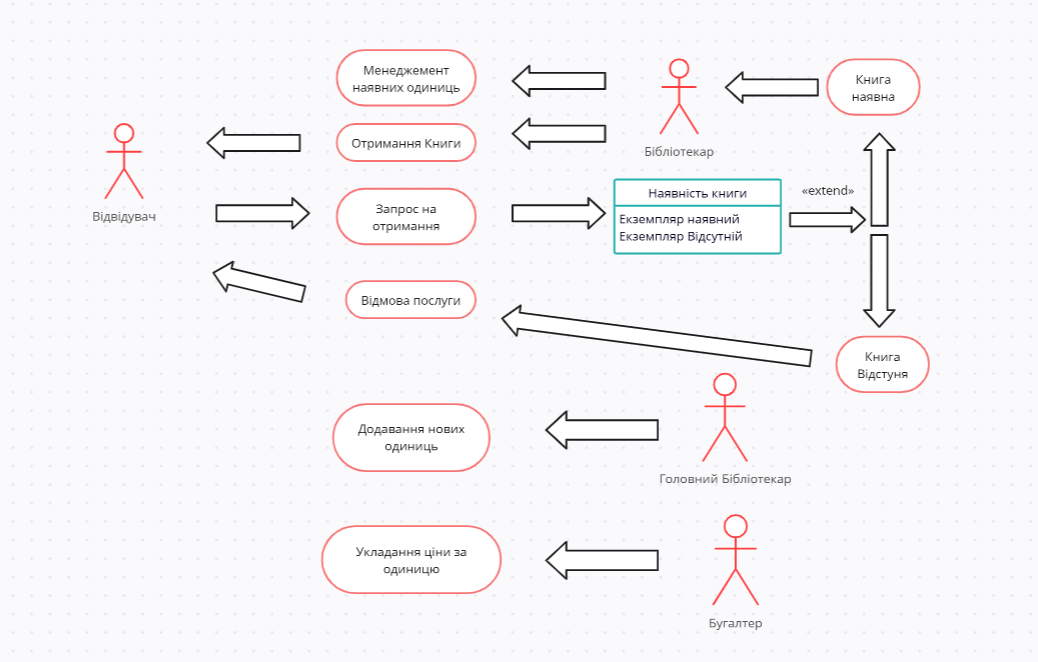 Менеджемент
наявних одиниць
Книга
наявна
Отримання Книги
Бібліотекар
Відвідувач
Запрос на
отримання
Наявність книги
Екземпляр наявний
Екземпляр Відсутній
«extend»
Відмова послуги
Книга
Відстуня
Додавання нових
одиниць
Головний Бібліотекар
Укладання ціни за
одиницю
Бугалтер